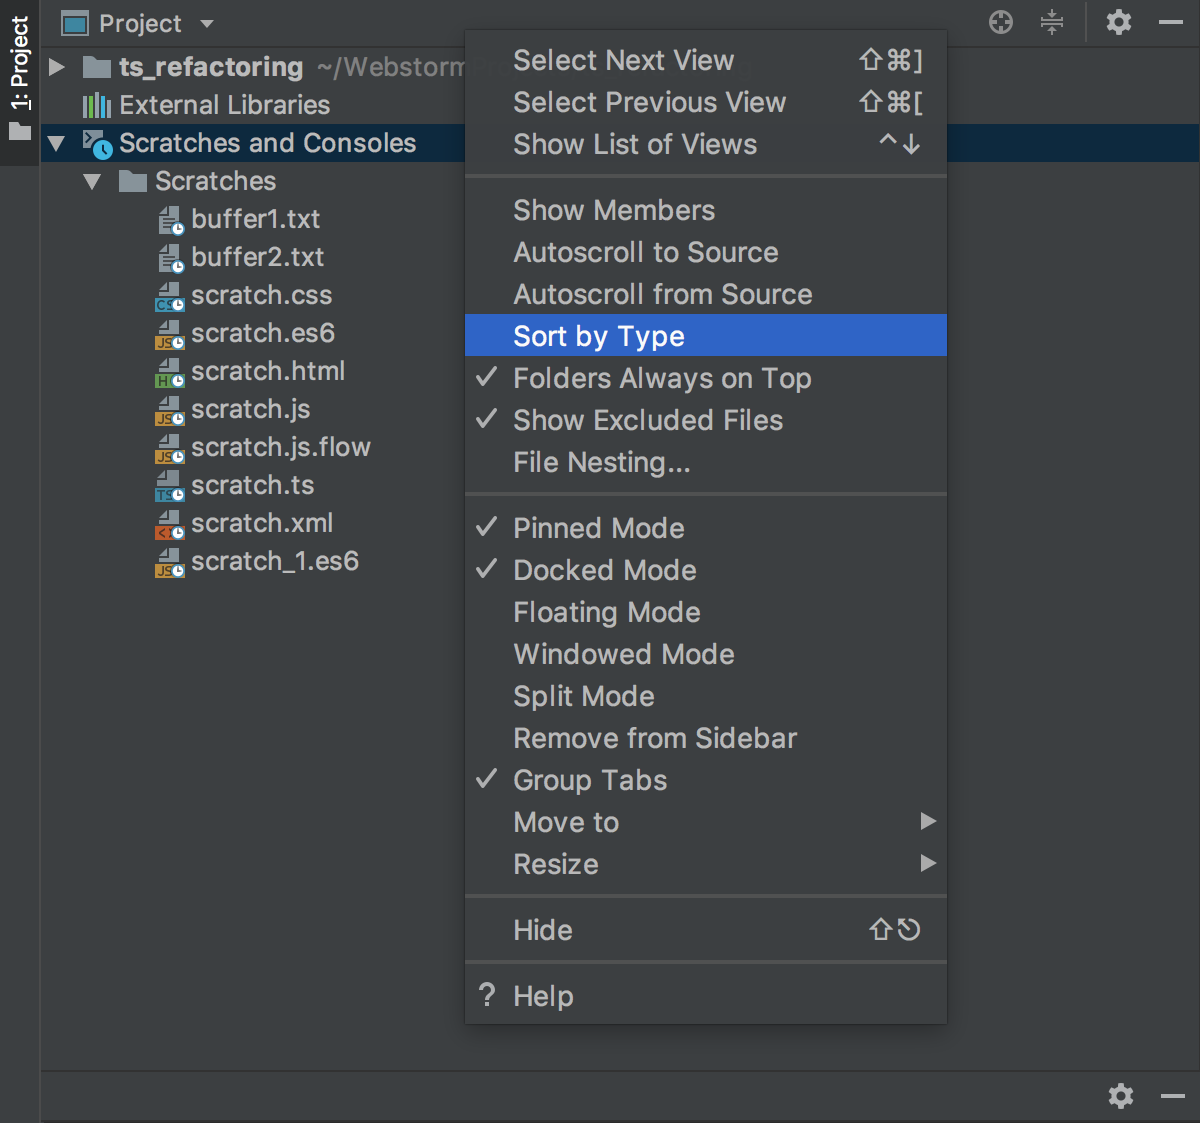 1: Project
Project
ts_refactoring ~/Webstorm
External Libraries
Scratches and Consoles
Scratches
buffer1.txt
buffer2.txt
scratch.css
scratch.es6
scratch.html
scratch.js
scratch.js.flow
scratch.ts
scratch.xml
scratch_1.es6
Select Next View ⇧⌘]
Select Previous View ⇧⌘[
Show List of Views ^↓
Show Members
Autoscroll to Source
Autoscroll from Source
Sort by Type
✓ Folders Always on Top
✓ Show Excluded Files
File Nesting...
✓ Pinned Mode
✓ Docked Mode
Floating Mode
Windowed Mode
Split Mode
Remove from Sidebar
✓ Group Tabs
Move to
Resize
Hide ⇧⎋
? Help